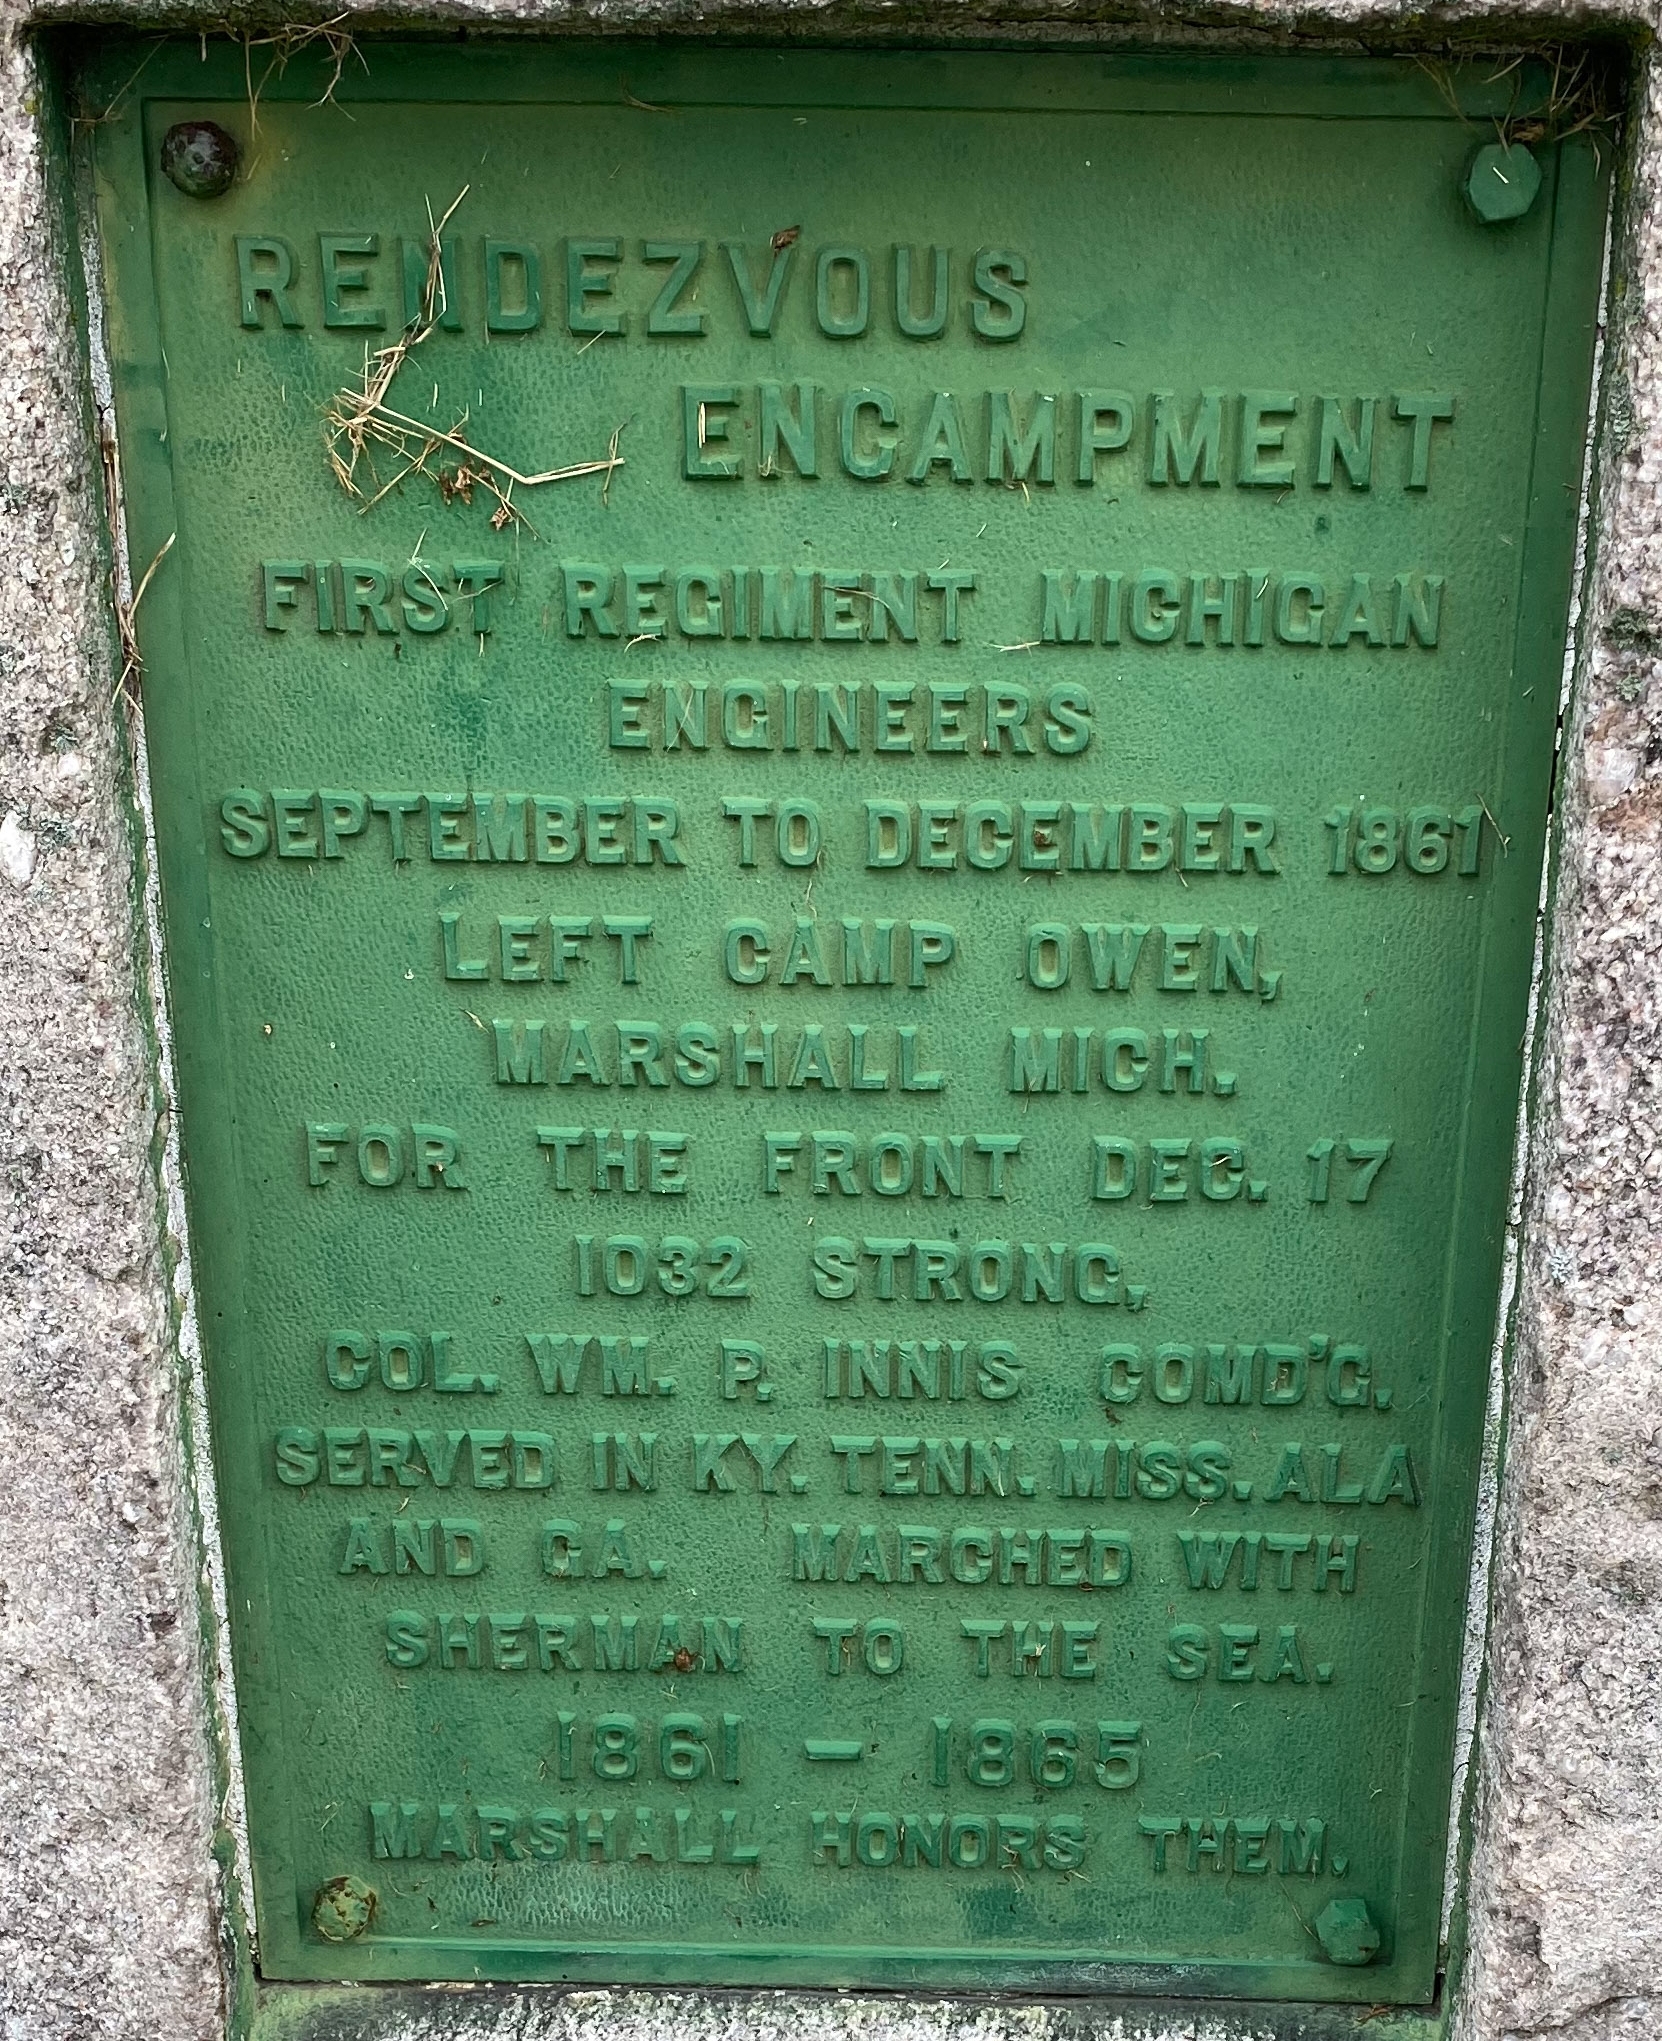 RENDEZVOUS
ENCAMPMENT
FIRST REGIMENT MICHIGAN
ENGINEERS
SEPTEMBER TO DECEMBER 1861
LEFT CAMP OWEN,
MARSHALL MICH.
FOR THE FRONT DEC. 17
1032 STRONG,
COL. WM. P. INNIS COMD'G.
SERVED IN KY. TENN. MISS. ALA
AND GA. MARCHED WITH
SHERMAN TO THE SEA.
1861 - 1865
MARSHALL HONORS THEM.